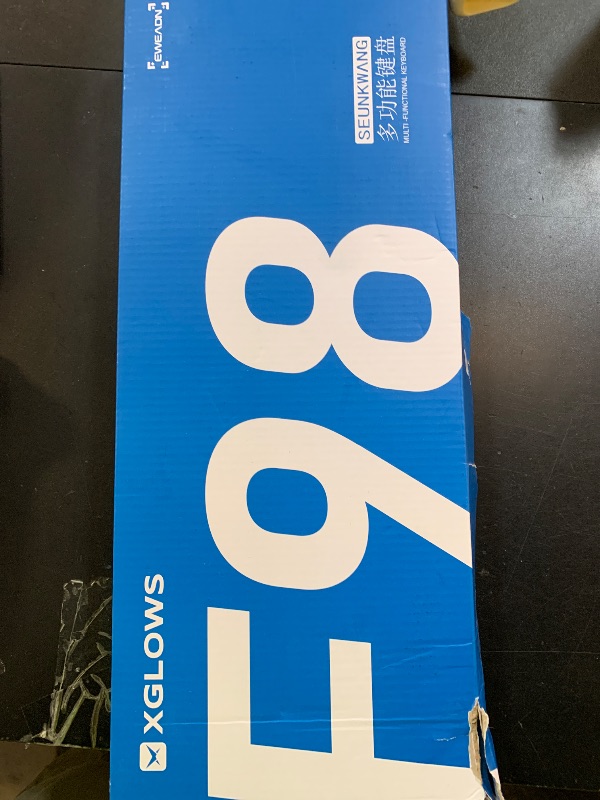 EWEADN
SEUNKWANG
多功能键盘
MULTI-FUNCTIONAL KEYBOARD
XGLOWS
F98